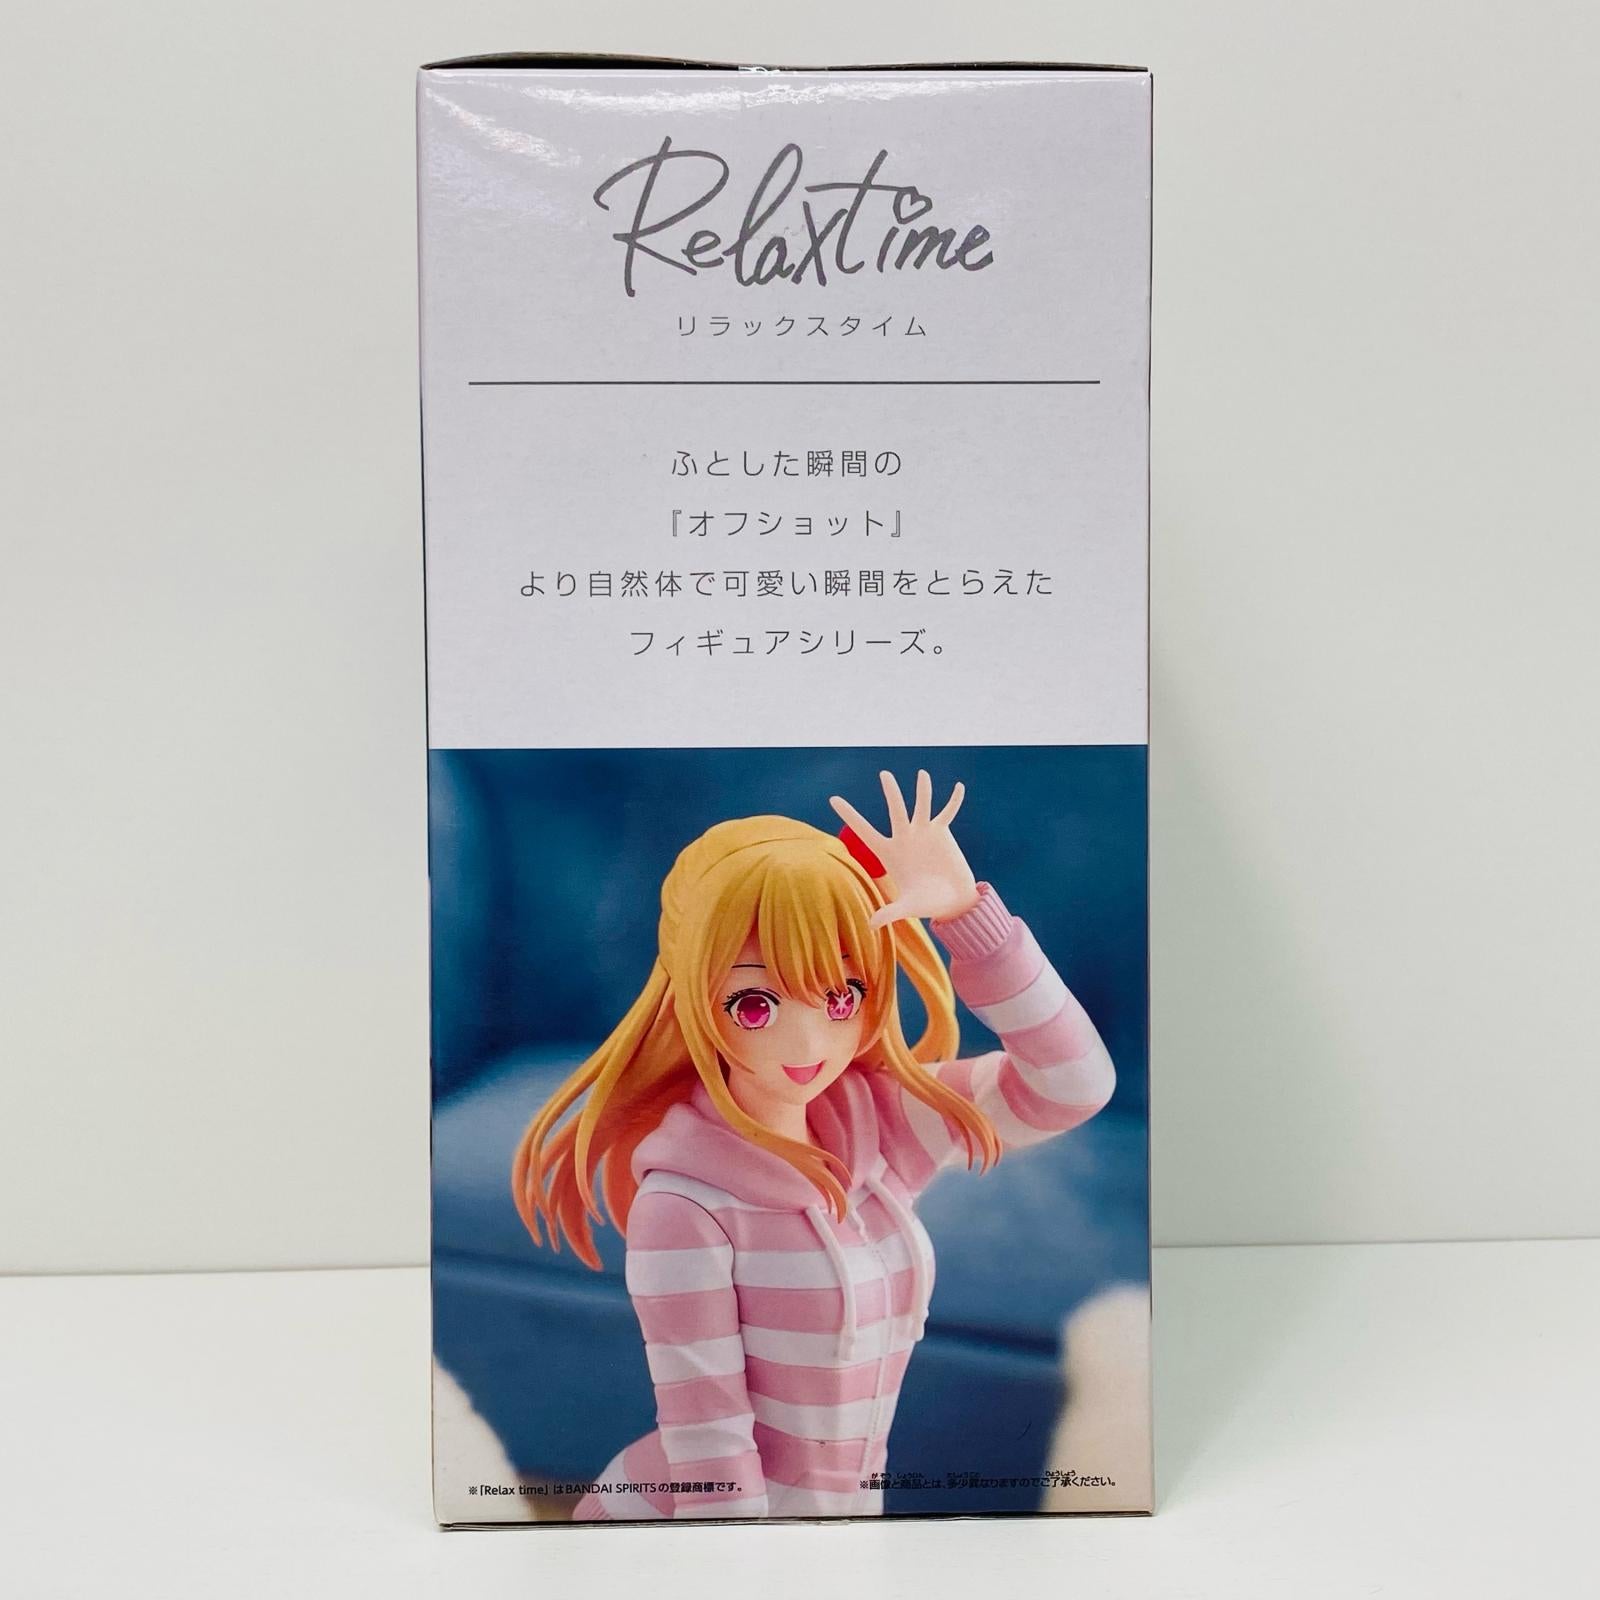 Relax time
リラックスタイム
ふとした瞬間の
『オフショット』
より自然体で可愛い瞬間をとらえた
フィギュアシリーズ。
※「Relax time」はBANDAI SPIRITSの登録商標です。
※画像と商品とは、多少異なりますのでご了承ください。